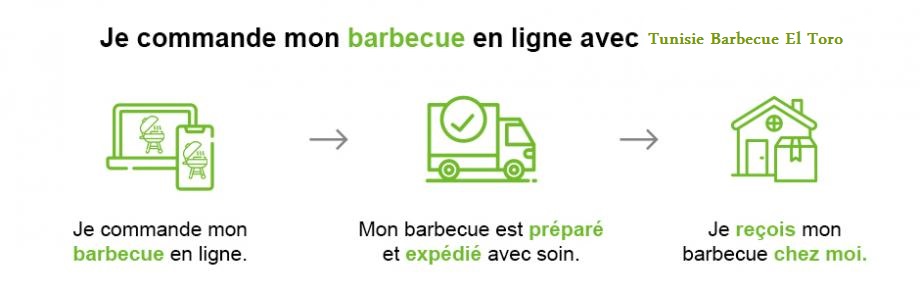 Je commande mon barbecue en ligne avec Tunisie Barbecue El Toro
Je commande mon
barbecue en ligne.
Mon barbecue est préparé
et expédié avec soin.
Je reçois mon
barbecue chez moi.